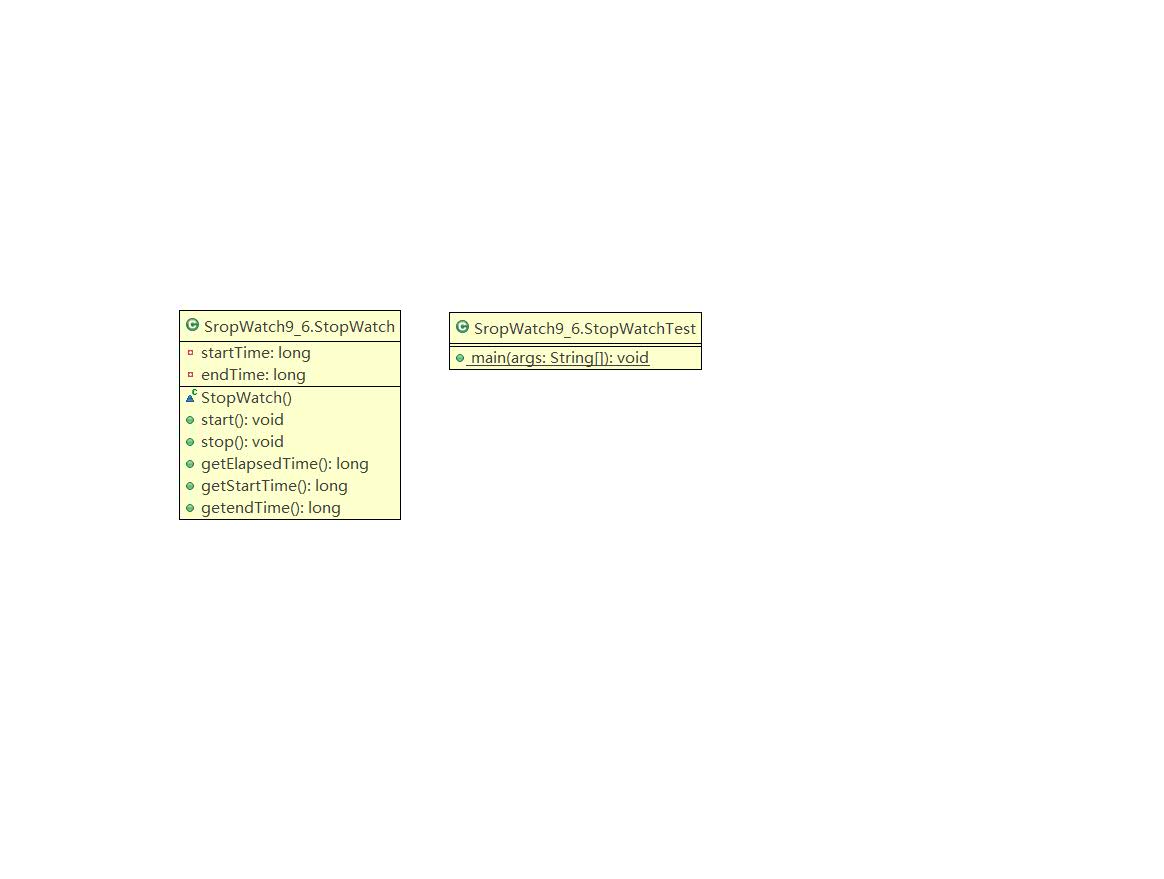 SropWatch9_6.StopWatch
startTime: long
endTime: long
StopWatch()
start(): void
stop(): void
getElapsedTime(): long
getStartTime(): long
getendTime(): long
SropWatch9_6.StopWatchTest
main(args: String[]): void